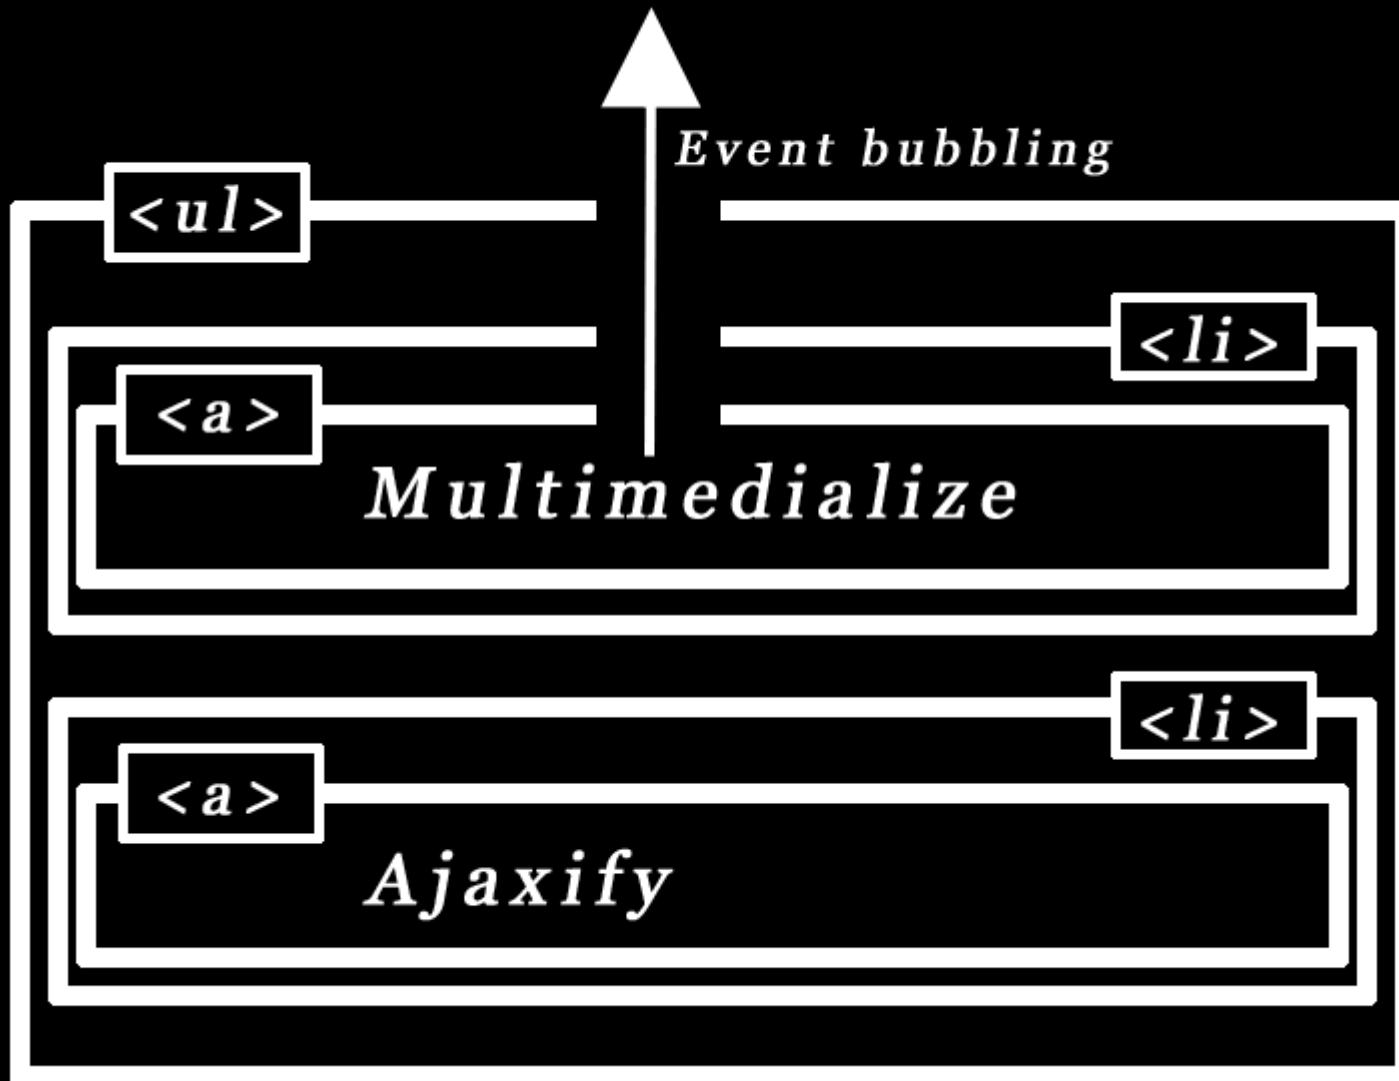 Event bubbling
<ul>
<li>
<a>
Multimedialize
<li>
<a>
Ajaxify